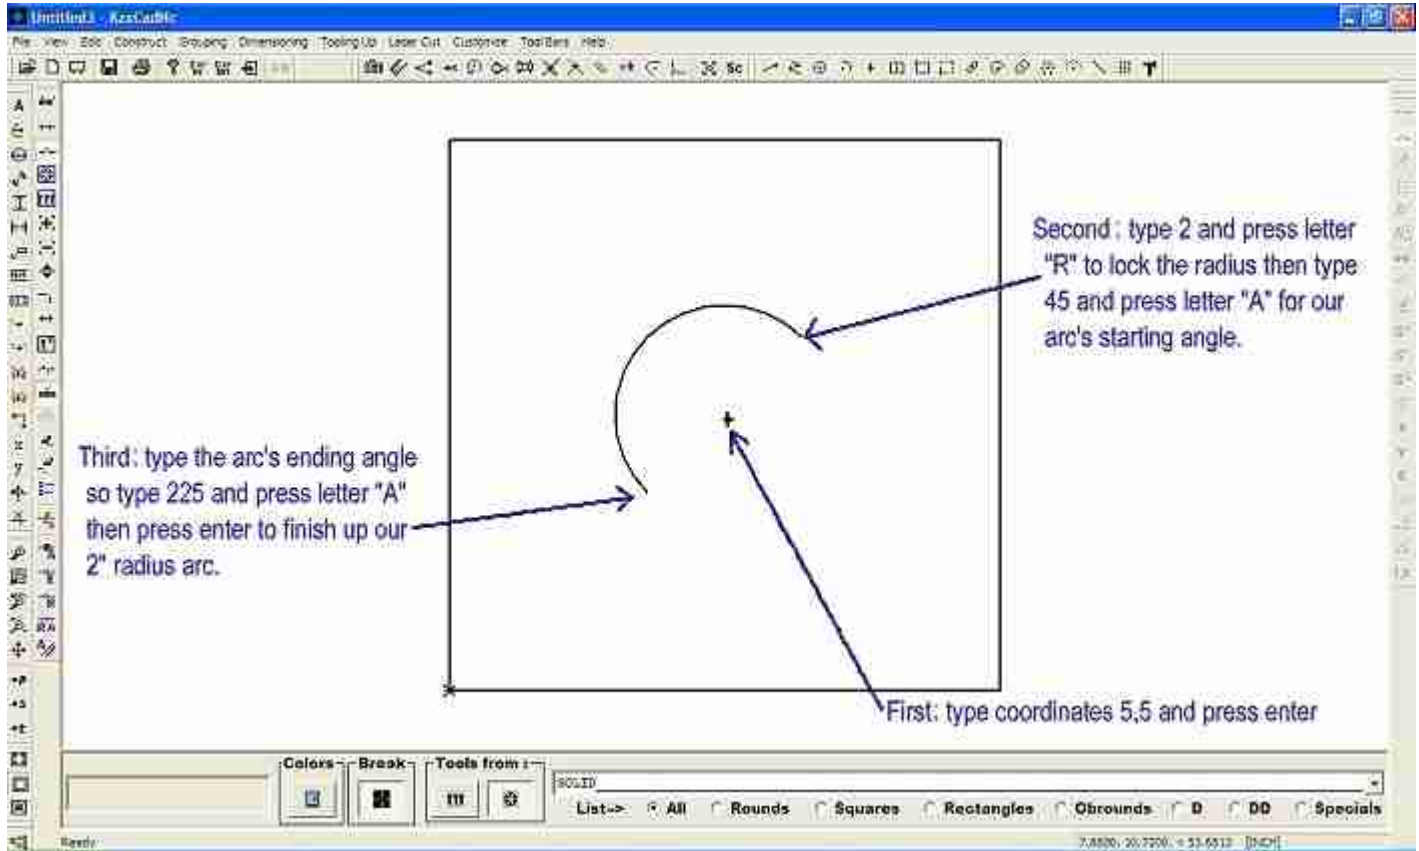 Untitled1 - KzxCadNc
File View Edit Construct Grouping Dimensioning Tooling Up Laser Cut Customize ToolBars Help
Sc
Second: type 2 and press letter
"R" to lock the radius then type
45 and press letter "A" for our
arc's starting angle.
Third: type the arc's ending angle
so type 225 and press letter "A"
then press enter to finish up our
2" radius arc.
First: type coordinates 5,5 and press enter
Colors Break Tools from :
SOLID
List-> All Rounds Squares Rectangles Obrounds D DD Specials
Ready [INCH]